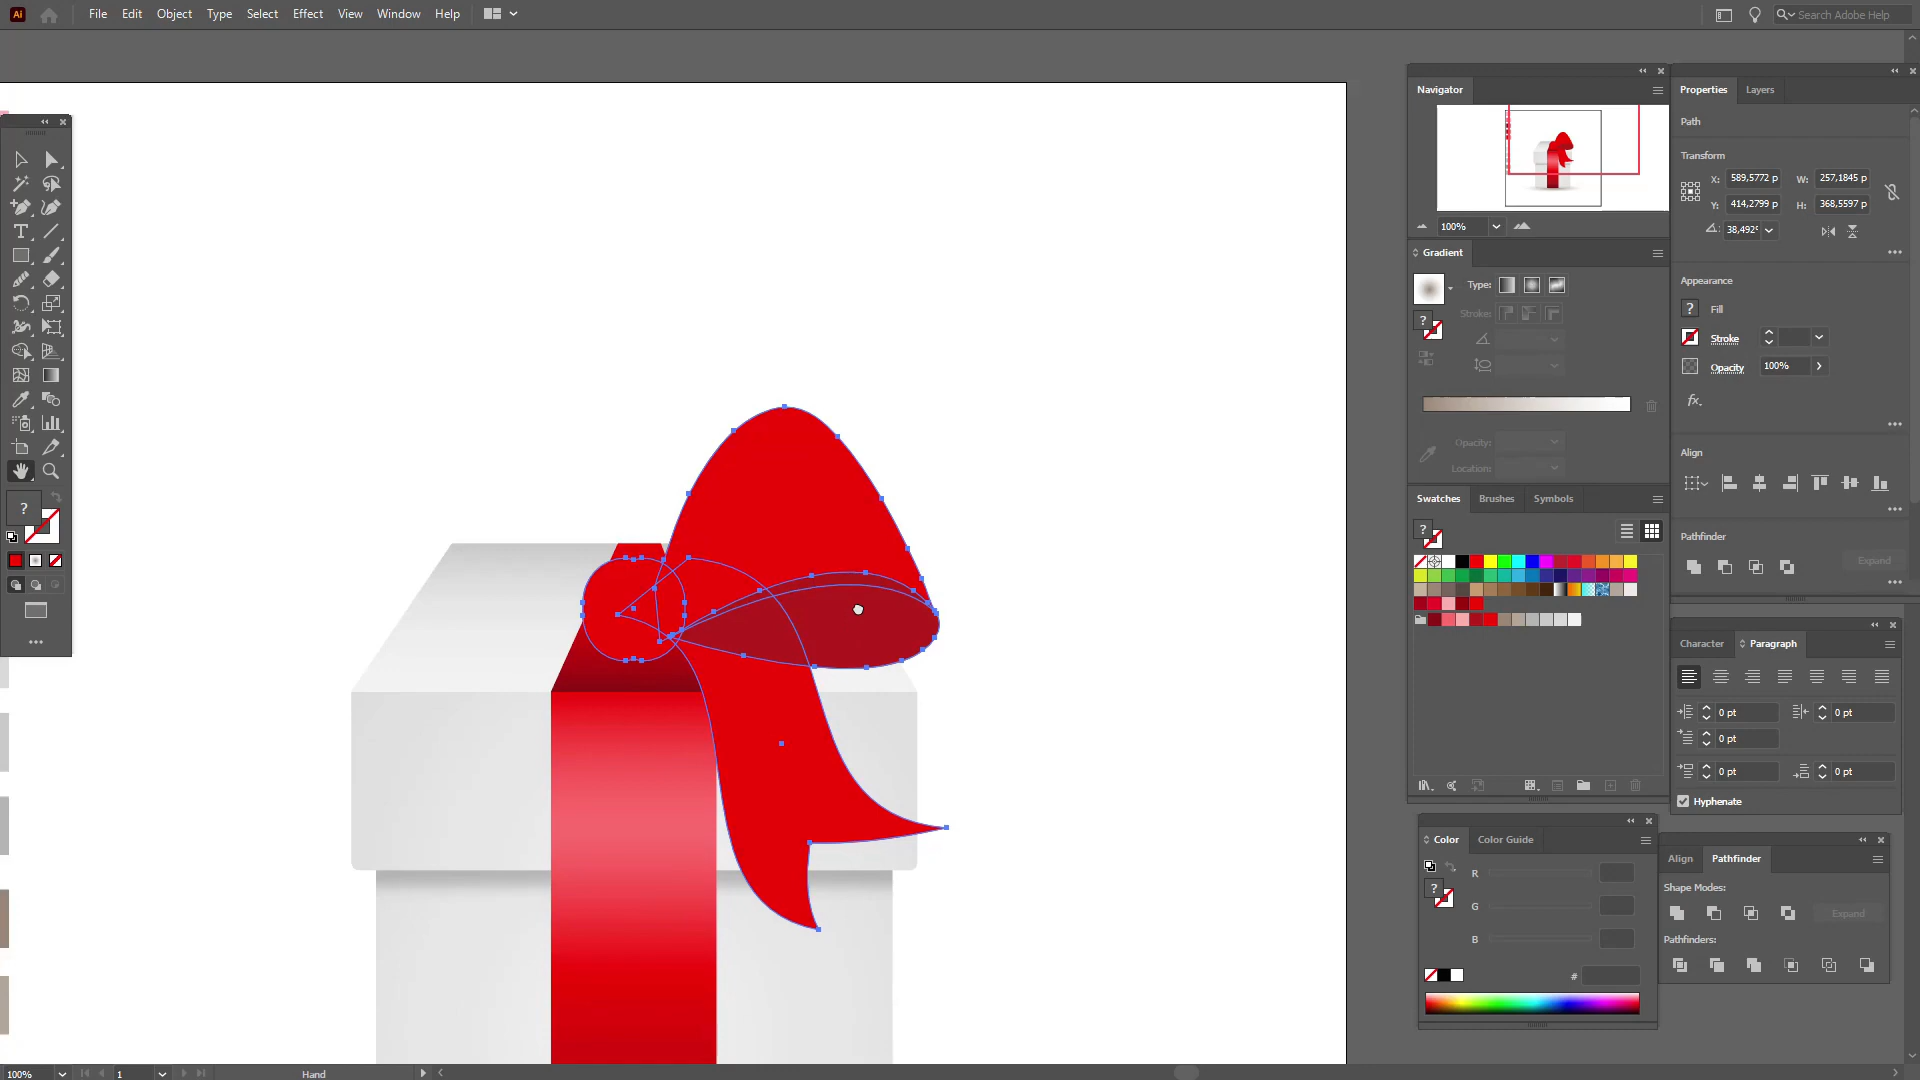 Ai File Edit Object Type Select Effect View Window Help Search Adobe Help
Navigator
100%
Gradient
Type:
Stroke:
Opacity:
Location:
Swatches Brushes Symbols
Color Color Guide
R
G
B
#
Properties Layers
Path
Transform
X: 589,5772 p W: 257,1845 p
Y: 414,2799 p H: 368,5597 p
38,492°
Appearance
? Fill
Stroke
Opacity 100%
fx.
Align
Pathfinder
Expand
Character Paragraph
0 pt 0 pt
0 pt
0 pt 0 pt
Hyphenate
Align Pathfinder
Shape Modes:
Expand
Pathfinders:
?
100% 1 Hand